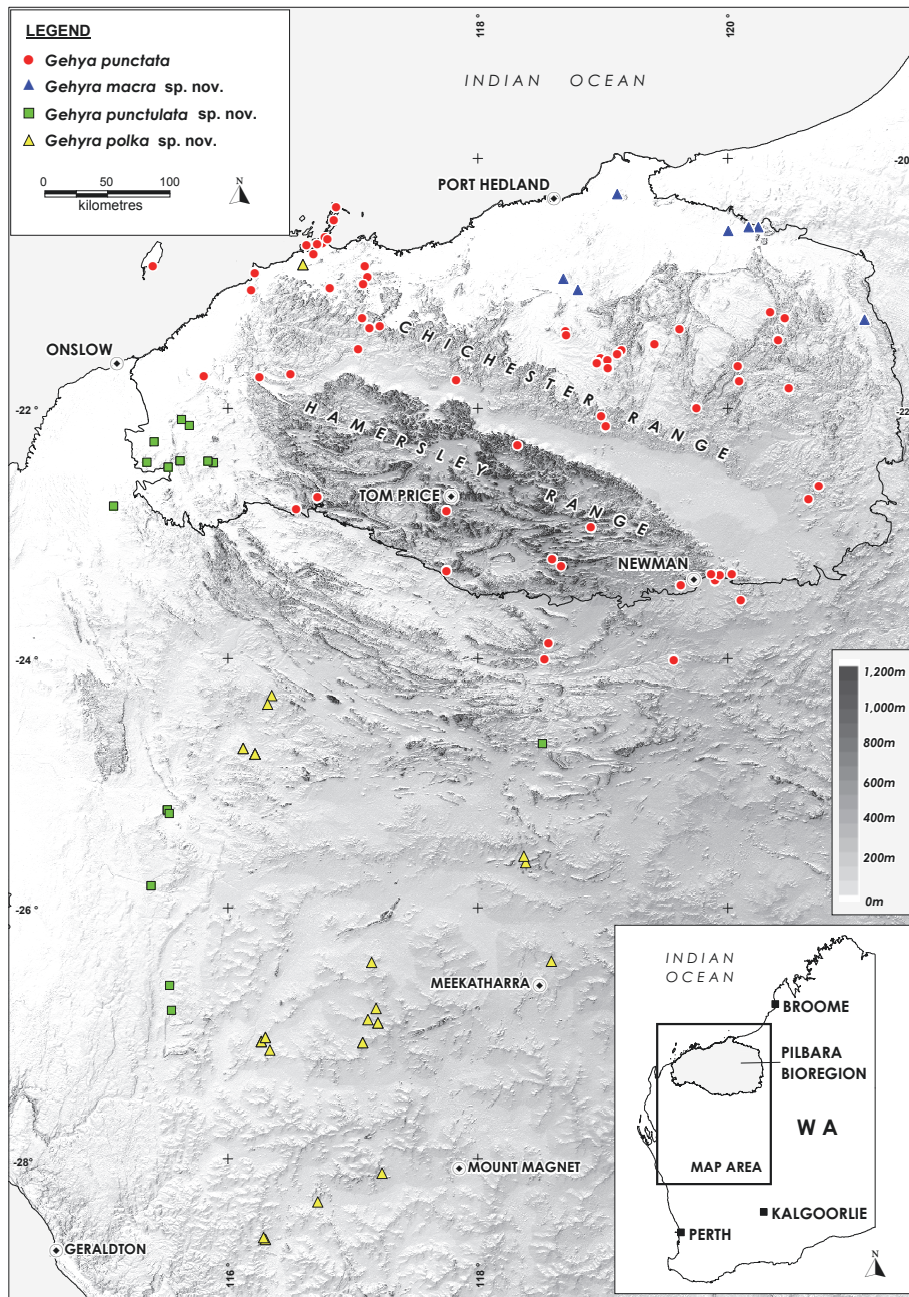 LEGEND
Gehya punctata
Gehyra macra sp. nov.
Gehyra punctulata sp. nov.
Gehyra polka sp. nov.
0 50 100
kilometres
N
118 °
120 °
INDIAN OCEAN
-20
PORT HEDLAND
ONSLOW
CHICHESTER RANGE
-22 °
-22
HAMERSLEY RANGE
TOM PRICE
NEWMAN
-24 °
1,200m
1,000m
800m
600m
400m
200m
0m
-26 °
MEEKATHARRA
-28 °
MOUNT MAGNET
GERALDTON
116 °
118 °
INDIAN
OCEAN
BROOME
PILBARA
BIOREGION
WA
MAP AREA
KALGOORLIE
PERTH
N